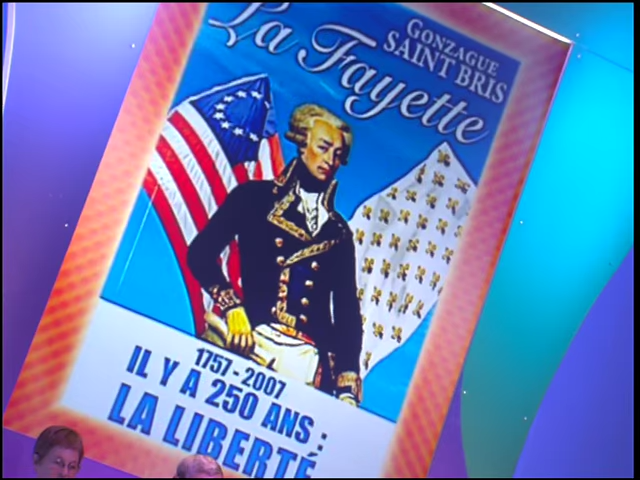 GONZAGUE
SAINT BRIS
La Fayette
1757 - 2007
IL Y A 250 ANS :
LA LIBERTÉ